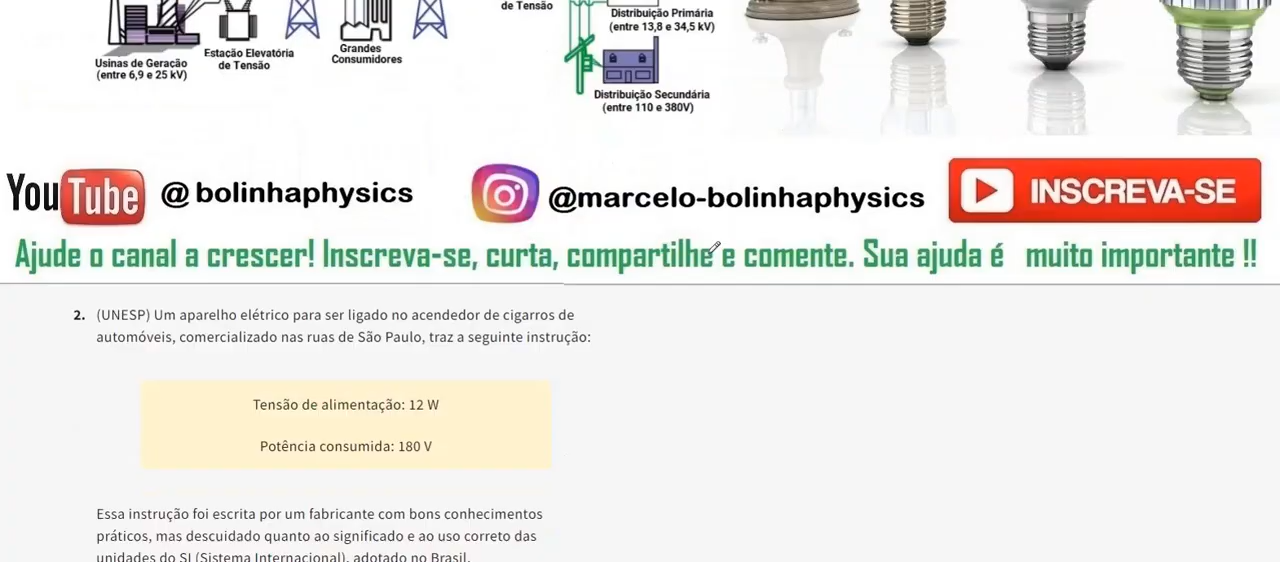 de Tensão
Distribuição Primária
(entre 13,8 e 34,5 kV)
Usinas de Geração
(entre 6,9 e 25 kV)
Estação Elevatória
de Tensão
Grandes
Consumidores
Distribuição Secundária
(entre 110 e 380V)
YouTube @bolinhaphysics @marcelo-bolinhaphysics INSCREVA-SE
Ajude o canal a crescer! Inscreva-se, curta, compartilhe e comente. Sua ajuda é muito importante !!
2. (UNESP) Um aparelho elétrico para ser ligado no acendedor de cigarros de
automóveis, comercializado nas ruas de São Paulo, traz a seguinte instrução:
Tensão de alimentação: 12 W
Potência consumida: 180 V
Essa instrução foi escrita por um fabricante com bons conhecimentos
práticos, mas descuidado quanto ao significado e ao uso correto das
unidades do SI (Sistema Internacional), adotado no Brasil.